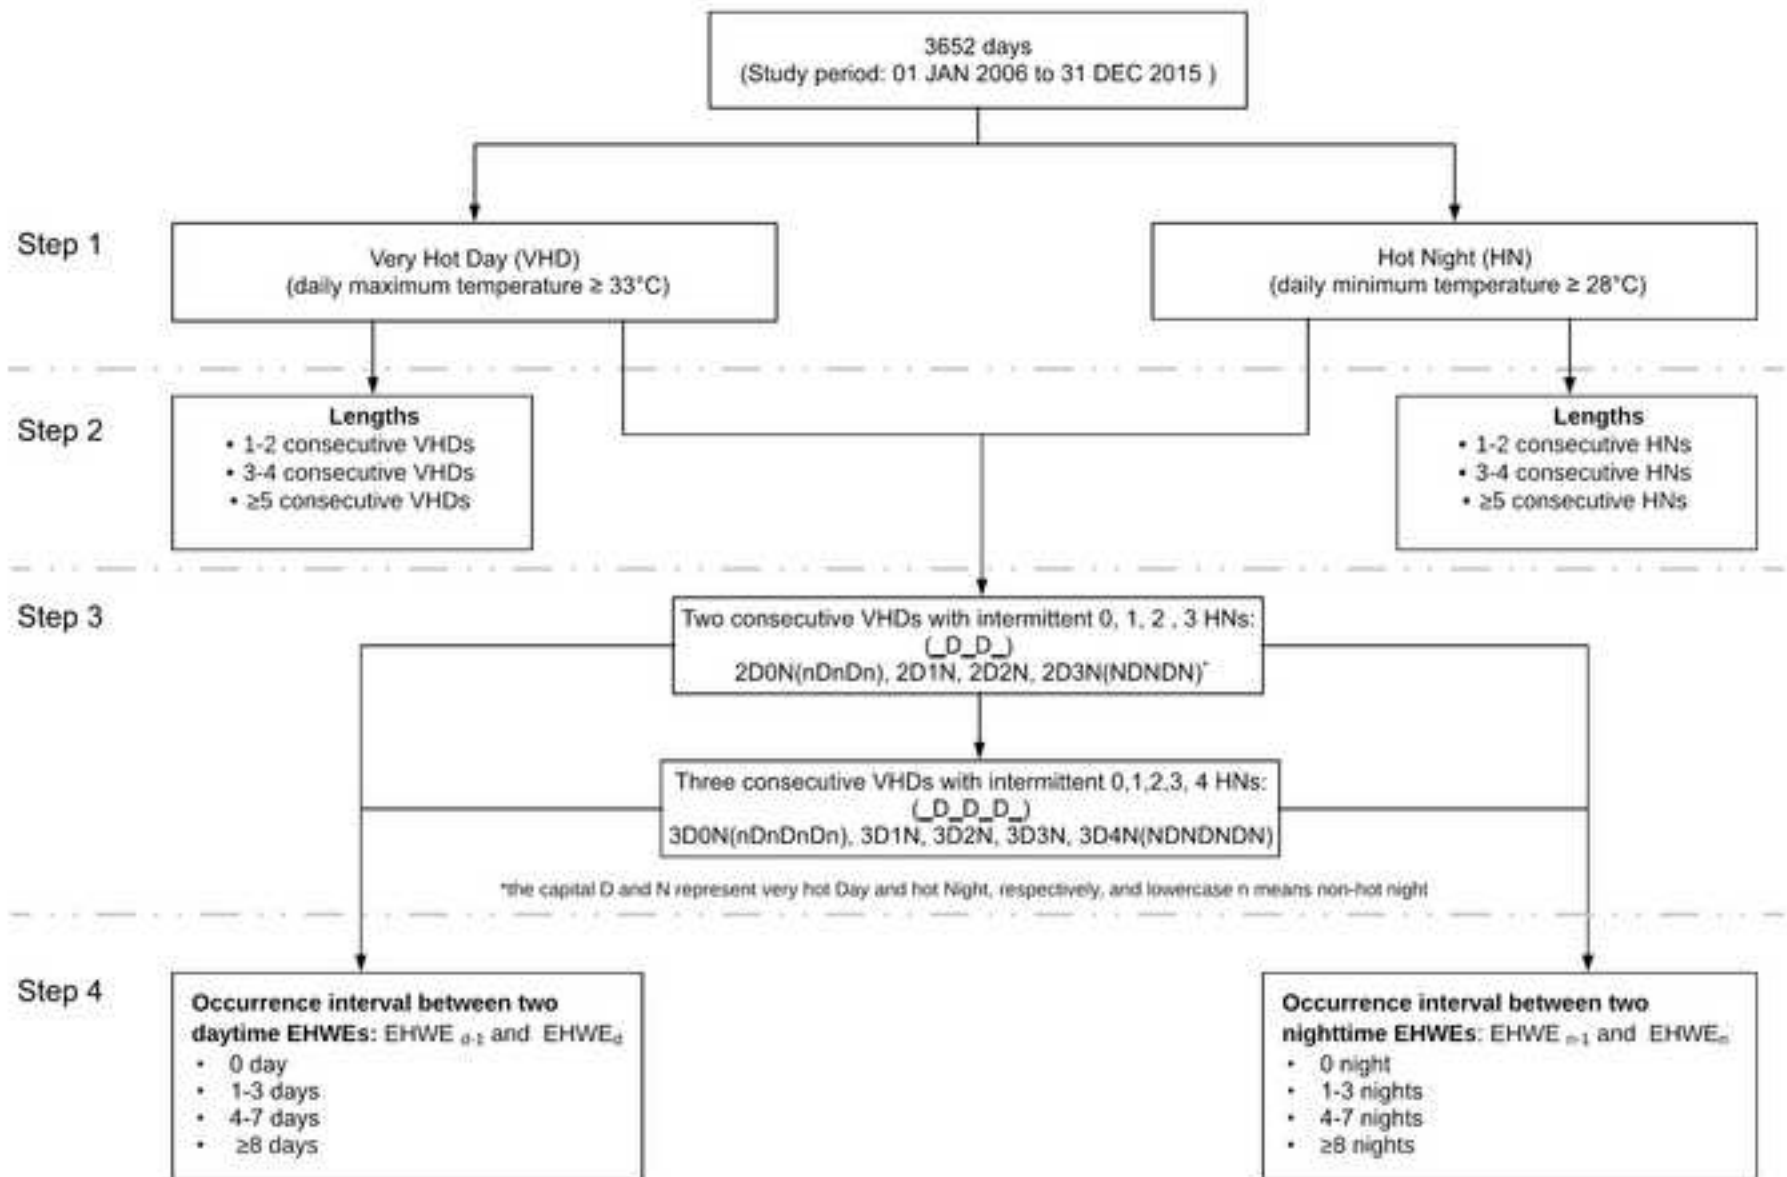 3652 days
(Study period: 01 JAN 2006 to 31 DEC 2015 )
Step 1
Very Hot Day (VHD)
(daily maximum temperature ≥ 33°C)
Hot Night (HN)
(daily minimum temperature ≥ 28°C)
Step 2
Lengths
• 1-2 consecutive VHDs
• 3-4 consecutive VHDs
• ≥5 consecutive VHDs
Lengths
• 1-2 consecutive HNs
• 3-4 consecutive HNs
• ≥5 consecutive HNs
Step 3
Two consecutive VHDs with intermittent 0, 1, 2 , 3 HNs:
(_D_D_)
2D0N(nDnDn), 2D1N, 2D2N, 2D3N(NDNDN)*
Three consecutive VHDs with intermittent 0,1,2,3, 4 HNs:
(_D_D_D_)
3D0N(nDnDnDn), 3D1N, 3D2N, 3D3N, 3D4N(NDNDNDN)
*the capital D and N represent very hot Day and hot Night, respectively, and lowercase n means non-hot night
Step 4
Occurrence interval between two
daytime EHWEs: EHWE d-1 and EHWEd
• 0 day
• 1-3 days
• 4-7 days
• ≥8 days
Occurrence interval between two
nighttime EHWEs: EHWE n-1 and EHWEn
• 0 night
• 1-3 nights
• 4-7 nights
• ≥8 nights